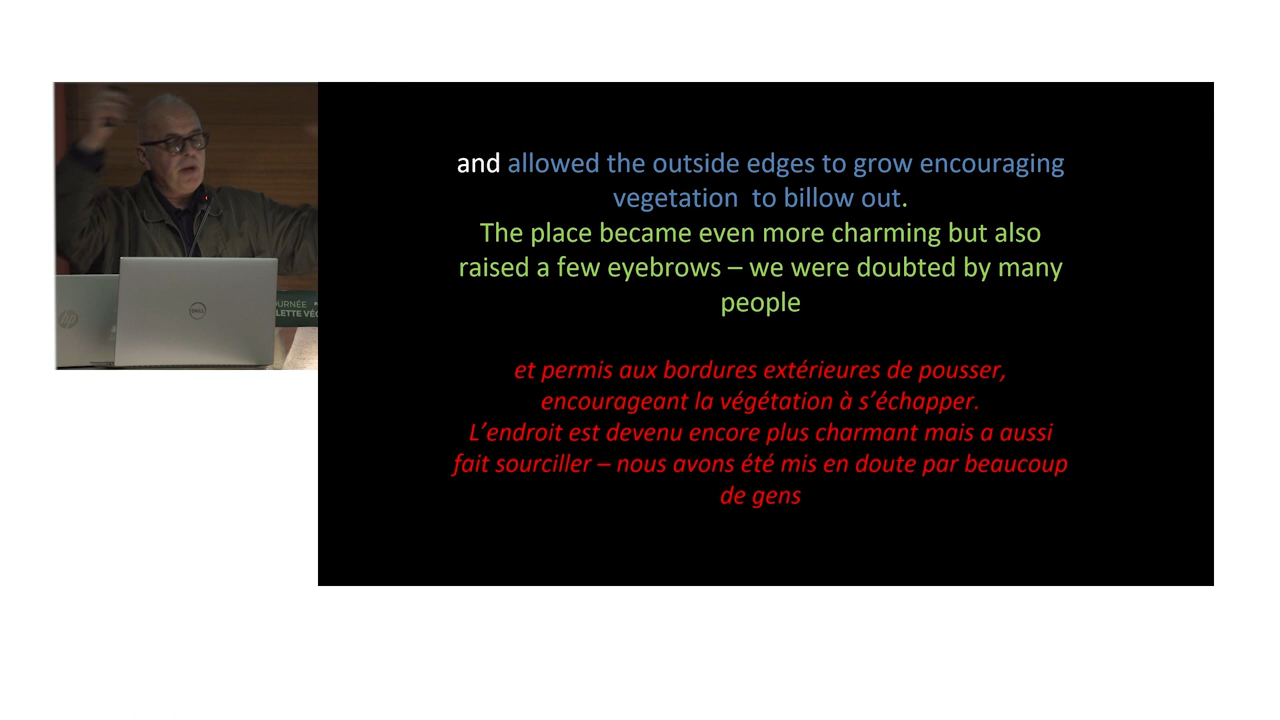 and allowed the outside edges to grow encouraging
vegetation  to billow out.
The place became even more charming but also
raised a few eyebrows – we were doubted by many
people
et permis aux bordures extérieures de pousser,
encourageant la végétation à s’échapper.
L’endroit est devenu encore plus charmant mais a aussi
fait sourciller – nous avons été mis en doute par beaucoup
de gens
hp
DELL